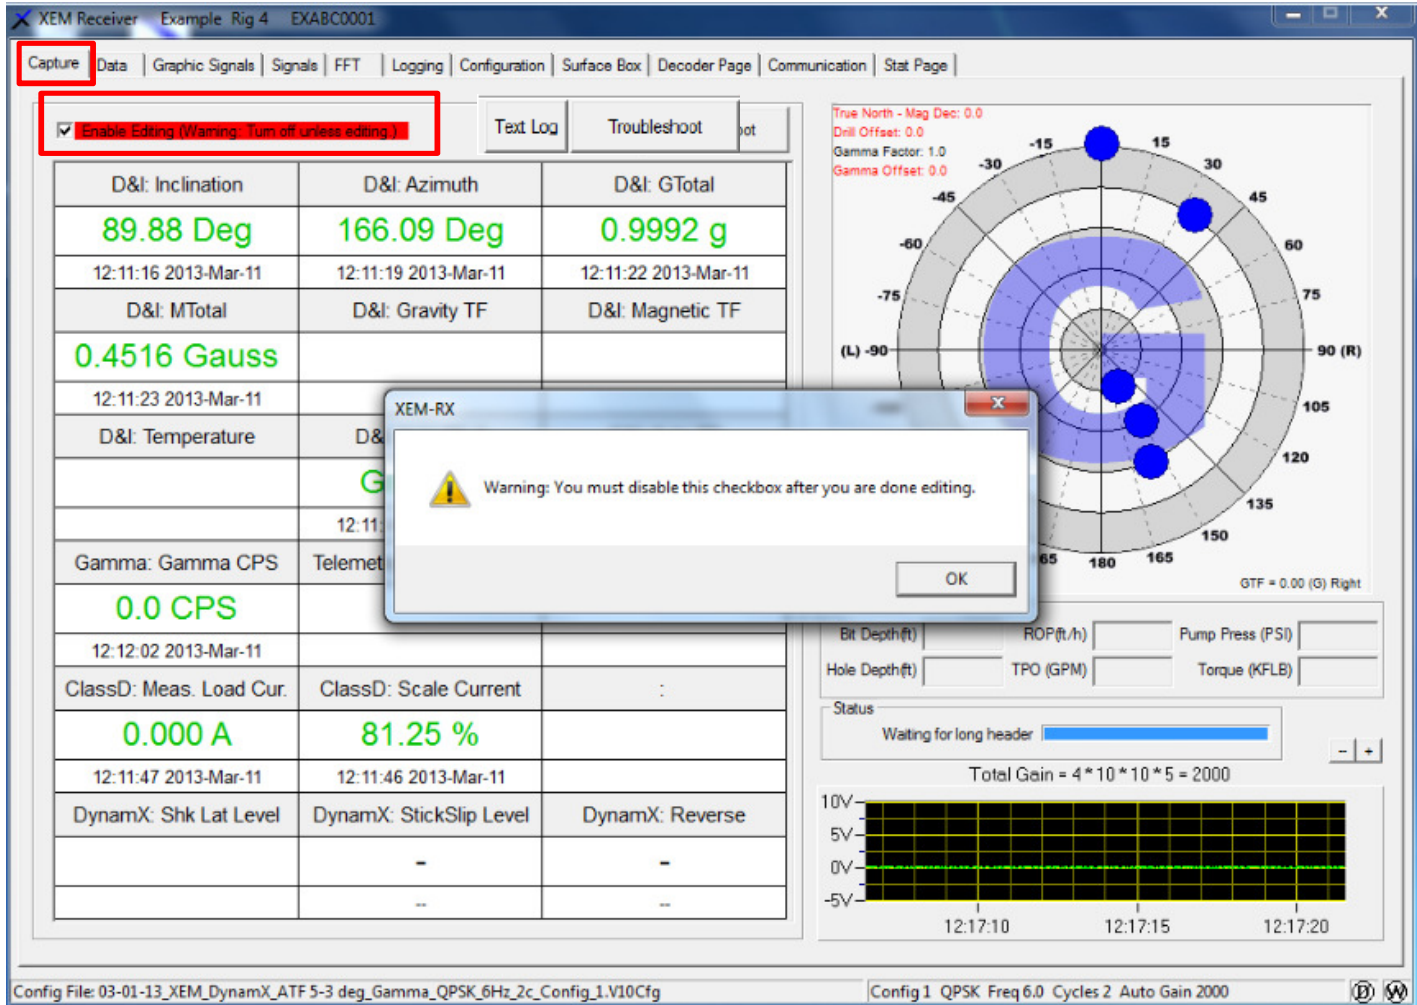 XEM Receiver Example Rig 4 EXABC0001
Capture Data Graphic Signals Signals FFT Logging Configuration Surface Box Decoder Page Communication Stat Page
Enable Editing (Warning: Turn off unless editing.)
Text Log Troubleshoot
D&I: Inclination D&I: Azimuth D&I: GTotal
89.88 Deg 166.09 Deg 0.9992 g
12:11:16 2013-Mar-11 12:11:19 2013-Mar-11 12:11:22 2013-Mar-11
D&I: MTotal D&I: Gravity TF D&I: Magnetic TF
0.4516 Gauss
12:11:23 2013-Mar-11
D&I: Temperature D&
G
12:11:
Gamma: Gamma CPS Telemet
0.0 CPS
12:12:02 2013-Mar-11
ClassD: Meas. Load Cur. ClassD: Scale Current :
0.000 A 81.25 %
12:11:47 2013-Mar-11 12:11:46 2013-Mar-11
DynamX: Shk Lat Level DynamX: StickSlip Level DynamX: Reverse
- -
-- --
XEM-RX
Warning: You must disable this checkbox after you are done editing.
OK
True North - Mag Dec: 0.0
Drill Offset: 0.0
Gamma Factor: 1.0
Gamma Offset: 0.0
-15 15
-30 30
-45 45
-60 60
-75 75
(L) -90 90 (R)
105
120
135
150
65 180 165
GTF = 0.00 (G) Right
Bit Depth(ft) ROP(ft/h) Pump Press (PSI)
Hole Depth(ft) TPO (GPM) Torque (KFLB)
Status
Waiting for long header
- +
Total Gain = 4*10*10*5 = 2000
10V
5V
0V
-5V
12:17:10 12:17:15 12:17:20
Config File: 03-01-13_XEM_DynamX_ATF 5-3 deg_Gamma_QPSK_6Hz_2c_Config_1.V10Cfg Config 1 QPSK Freq 6.0 Cycles 2 Auto Gain 2000 D W